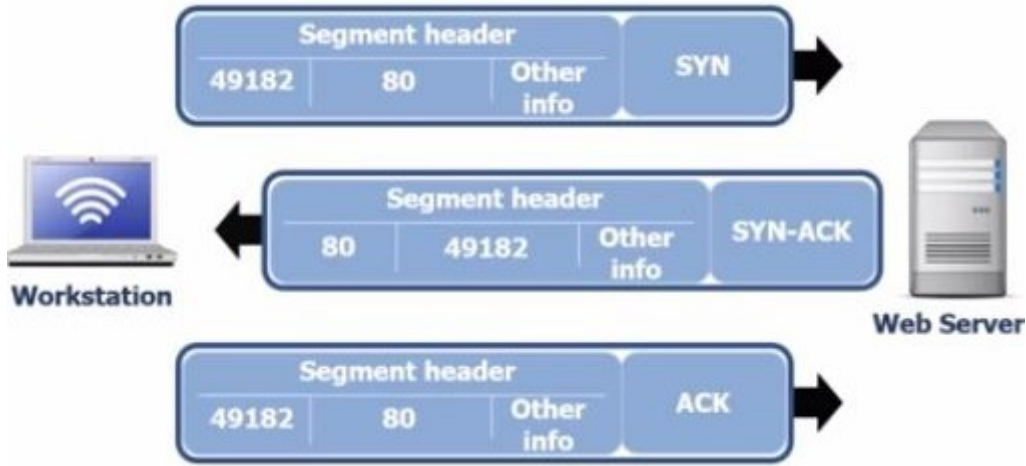 Segment header
49182 80 Other info
SYN
Segment header
80 49182 Other info
SYN-ACK
Workstation
Web Server
Segment header
49182 80 Other info
ACK